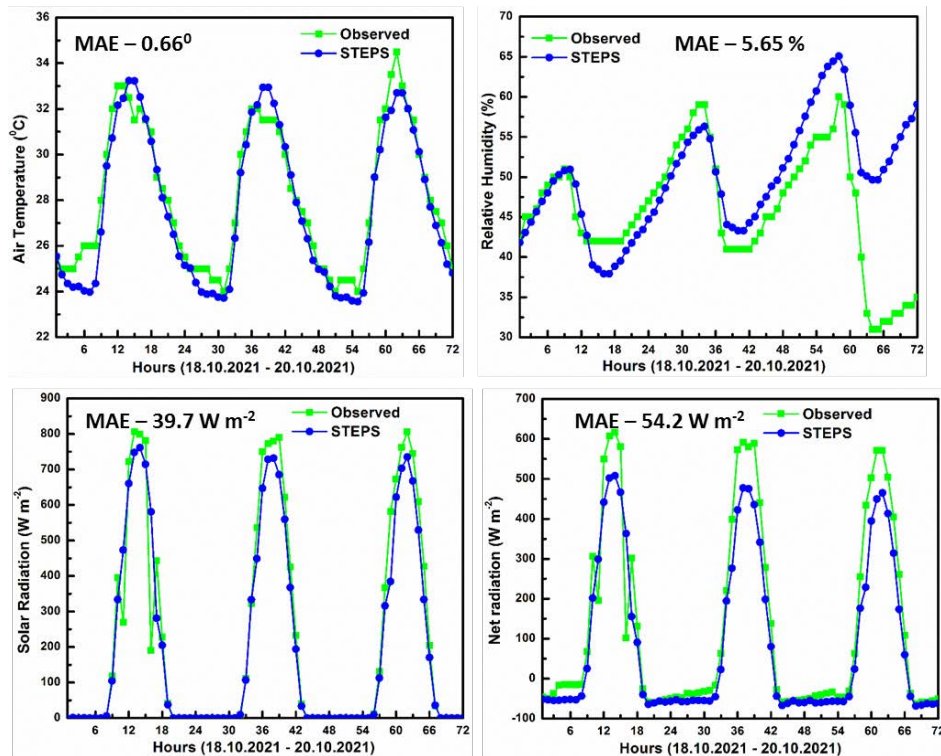 MAE – 0.66⁰
Observed
STEPS
Air Temperature (⁰C)
36
34
32
30
28
26
24
22
6 12 18 24 30 36 42 48 54 60 66 72
Hours (18.10.2021 - 20.10.2021)
Observed
STEPS
MAE – 5.65 %
Relative Humidity (%)
65
60
55
50
45
40
35
30
6 12 18 24 30 36 42 48 54 60 66 72
Hours (18.10.2021 - 20.10.2021)
MAE – 39.7 W m⁻²
Observed
STEPS
Solar Radiation (W m⁻²)
900
800
700
600
500
400
300
200
100
0
6 12 18 24 30 36 42 48 54 60 66 72
Hours (18.10.2021 - 20.10.2021)
MAE – 54.2 W m⁻²
Observed
STEPS
Net radiation (W m⁻²)
700
600
500
400
300
200
100
0
-100
6 12 18 24 30 36 42 48 54 60 66 72
Hours (18.10.2021 - 20.10.2021)